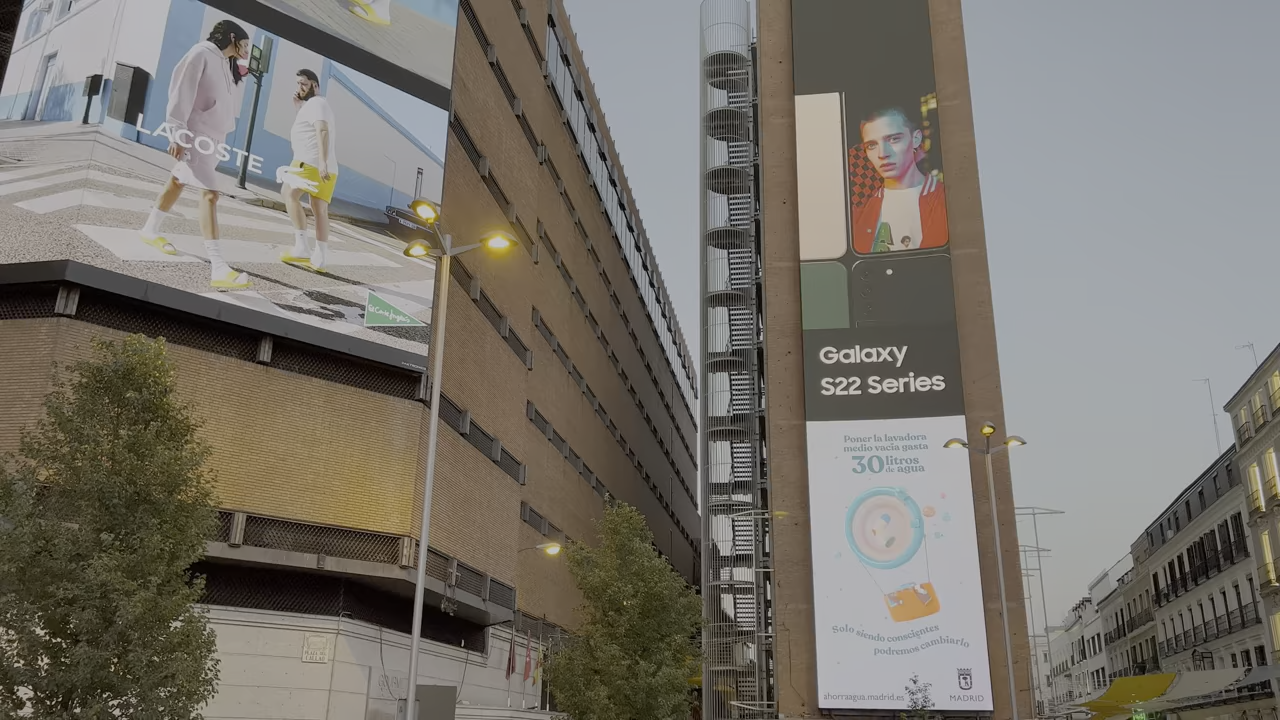 LACOSTE
El Corte Inglés
Galaxy
S22 Series
Poner la lavadora
medio vacía gasta
30 litros
de agua
Solo siendo conscientes
podremos cambiarlo
ahorraagua.madrid.es
MADRID